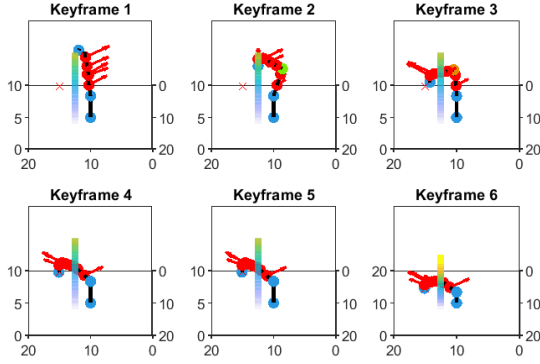 Keyframe 1 Keyframe 2 Keyframe 3
10 0 10 0 10 0
5 10 5 10 5 10
0 20 0 20 0 20
20 10 0 20 10 0 20 10 0
Keyframe 4 Keyframe 5 Keyframe 6
10 0 10 0 20 0
5 10 5 10 10 10
0 20 0 20 0 20
20 10 0 20 10 0 20 10 0